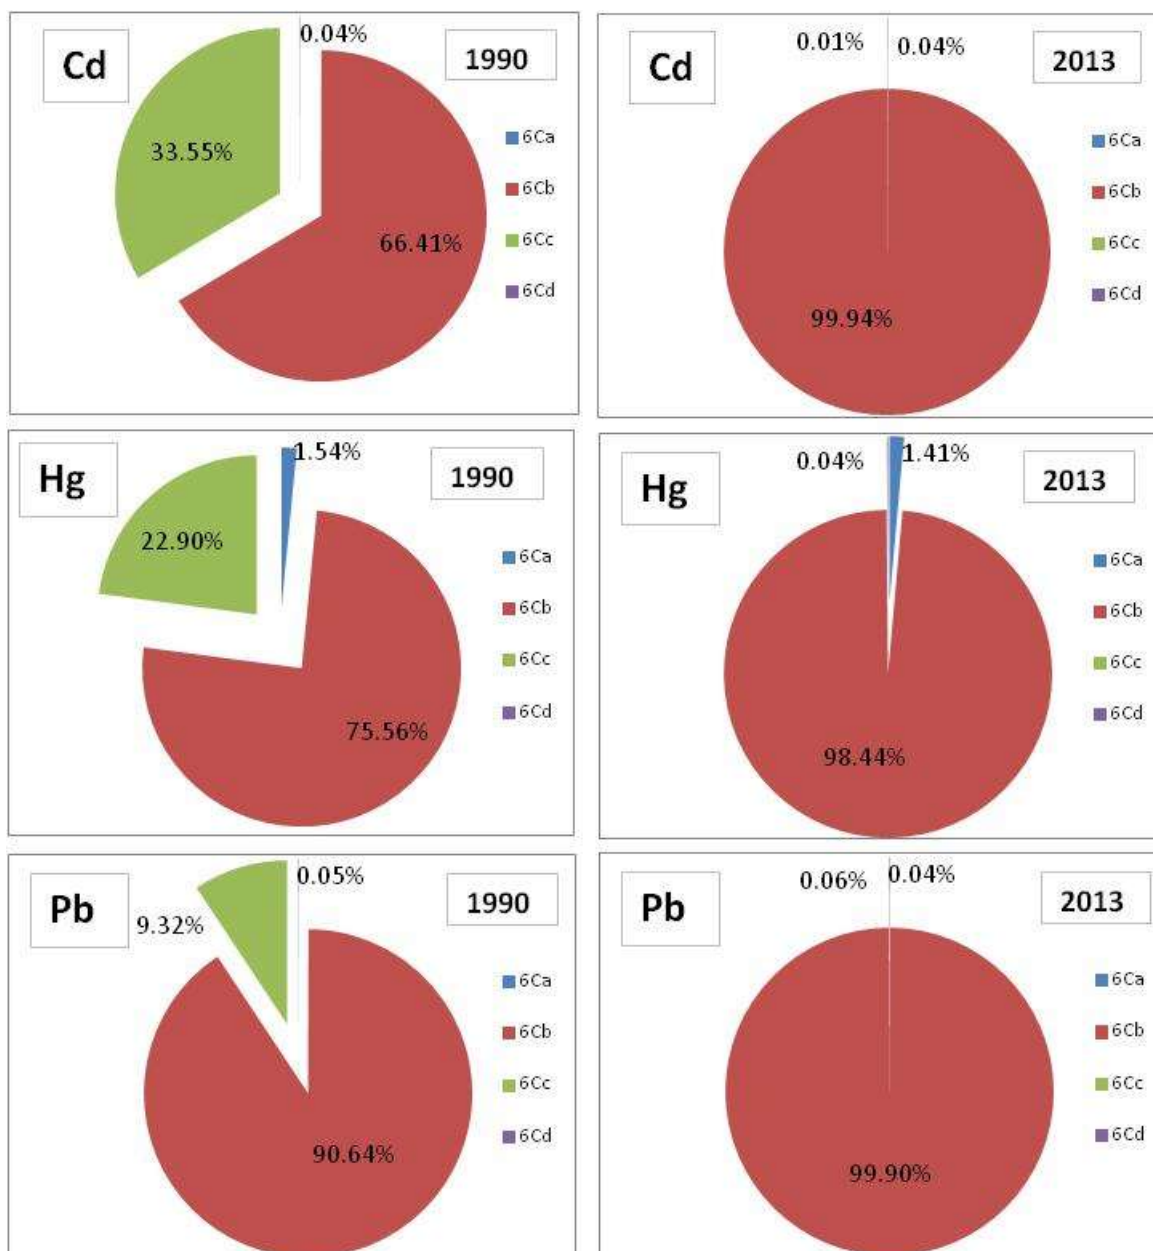 Cd
0.04%
1990
33.55%
66.41%
6Ca
6Cb
6Cc
6Cd
Cd
0.01%
0.04%
2013
99.94%
6Ca
6Cb
6Cc
6Cd
Hg
1.54%
1990
22.90%
75.56%
6Ca
6Cb
6Cc
6Cd
Hg
0.04%
1.41%
2013
98.44%
6Ca
6Cb
6Cc
6Cd
Pb
0.05%
1990
9.32%
90.64%
6Ca
6Cb
6Cc
6Cd
Pb
0.06%
0.04%
2013
99.90%
6Ca
6Cb
6Cc
6Cd